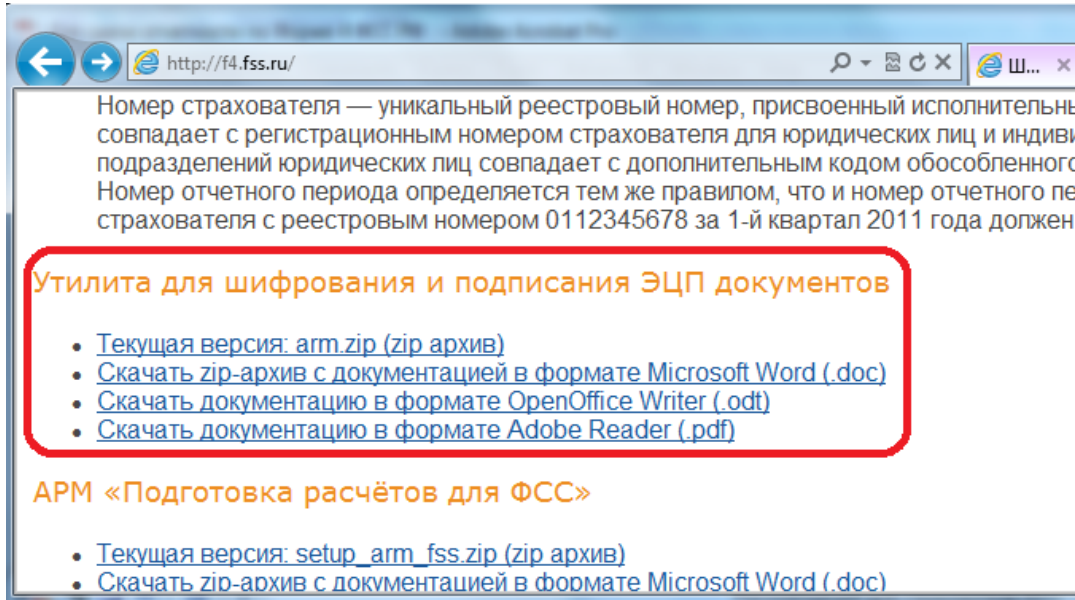 http://f4.fss.ru/
Ш...
Номер страхователя — уникальный реестровый номер, присвоенный
совпадает с регистрационным номером страхователя для юридических лиц и
подразделений юридических лиц совпадает с дополнительным кодом
Номер отчетного периода определяется тем же правилом, что и номер отчетного
страхователя с реестровым номером 0112345678 за 1-й квартал 2011 года должен
Утилита для шифрования и подписания ЭЦП документов
• Текущая версия: arm.zip (zip архив)
• Скачать zip-архив с документацией в формате Microsoft Word (.doc)
• Скачать документацию в формате OpenOffice Writer (.odt)
• Скачать документацию в формате Adobe Reader (.pdf)
АРМ «Подготовка расчётов для ФСС»
• Текущая версия: setup_arm_fss.zip (zip архив)
• Скачать zip-архив с документацией в формате Microsoft Word (.doc)